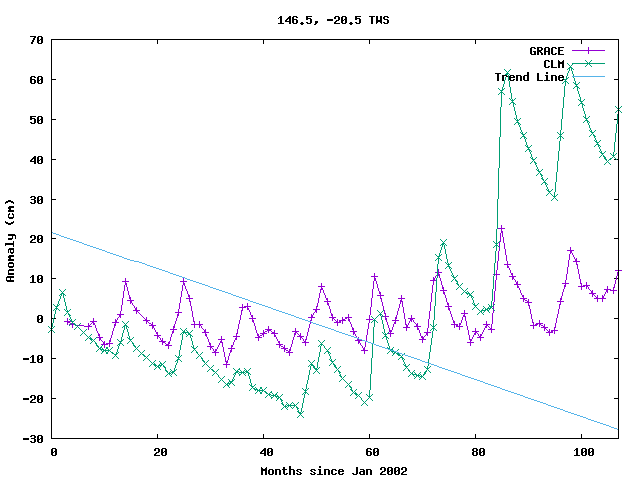 146.5, -20.5 TWS
GRACE
CLM
Trend Line
70
60
50
40
30
20
10
0
-10
-20
-30
Anomaly (cm)
0 20 40 60 80 100
Months since Jan 2002